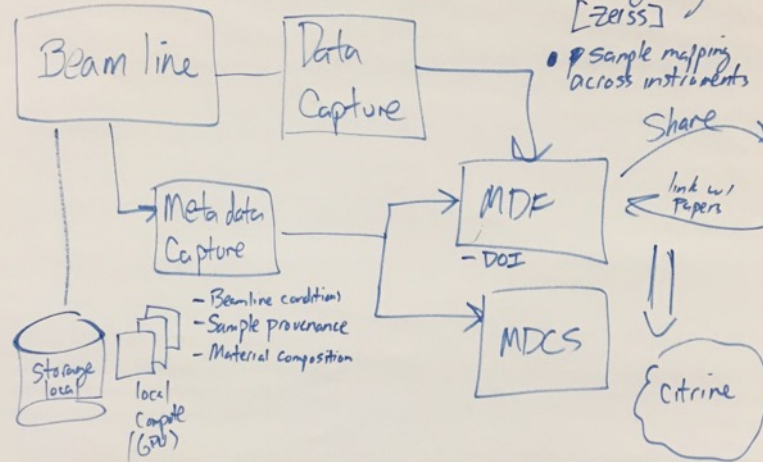 [Zeiss]
• sample mapping
across instruments
Beam line
Data
Capture
Share
link w/
Papers
MDF
- DOI
Meta data
Capture
- Beamline conditions
- Sample provenance
- Material composition
MDCS
Storage
local
local
Compute
(GPU)
Citrine